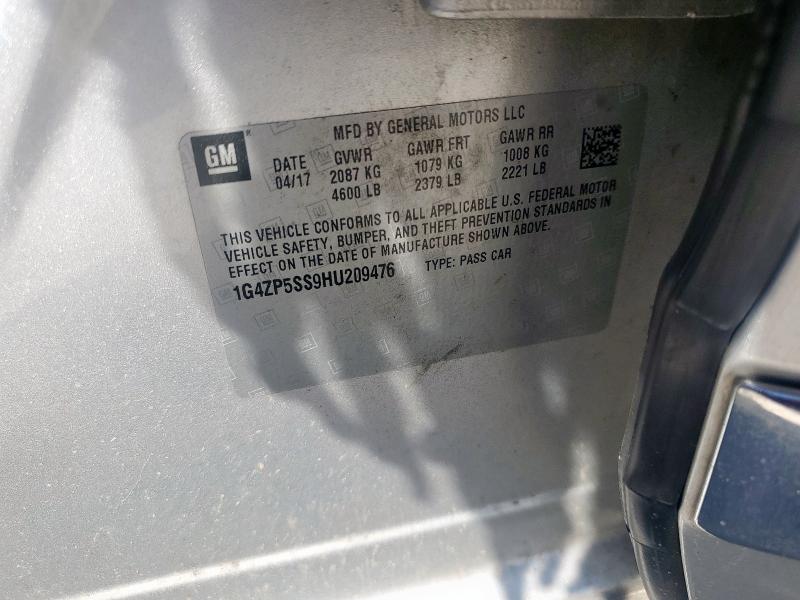 GM
MFD BY GENERAL MOTORS LLC
DATE GVWR GAWR FRT GAWR RR
04/17 2087 KG 1079 KG 1008 KG
4600 LB 2379 LB 2221 LB
THIS VEHICLE CONFORMS TO ALL APPLICABLE U.S. FEDERAL MOTOR
VEHICLE SAFETY, BUMPER, AND THEFT PREVENTION STANDARDS IN
EFFECT ON THE DATE OF MANUFACTURE SHOWN ABOVE.
1G4ZP5SS9HU209476 TYPE: PASS CAR